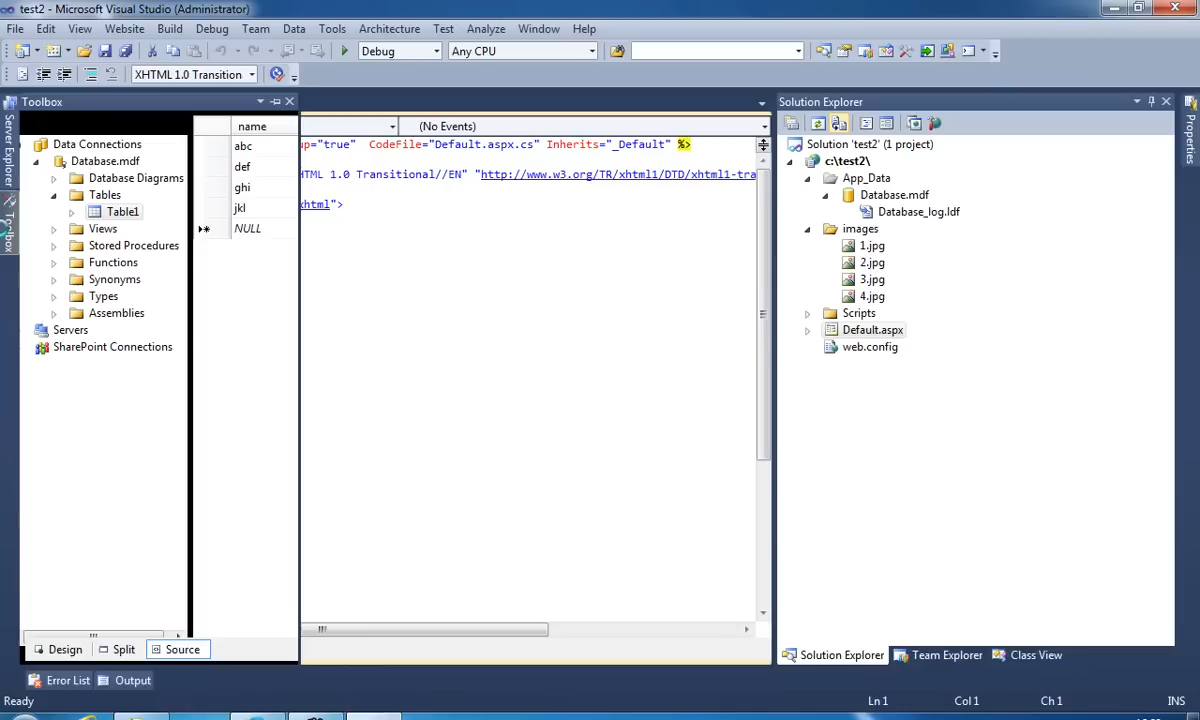 test2 - Microsoft Visual Studio (Administrator)
File Edit View Website Build Debug Team Data Tools Architecture Test Analyze Window Help
Debug Any CPU
XHTML 1.0 Transition
Toolbox
Server Explorer
Toolbox
Data Connections
Database.mdf
Database Diagrams
Tables
Table1
Views
Stored Procedures
Functions
Synonyms
Types
Assemblies
Servers
SharePoint Connections
name
abc
def
ghi
jkl
NULL
(No Events)
up="true" CodeFile="Default.aspx.cs" Inherits="_Default" %>
HTML 1.0 Transitional//EN" "http://www.w3.org/TR/xhtml1/DTD/xhtml1-tra
xhtml">
Design Split Source
Solution Explorer
Solution 'test2' (1 project)
c:\test2\
App_Data
Database.mdf
Database_log.ldf
images
1.jpg
2.jpg
3.jpg
4.jpg
Scripts
Default.aspx
web.config
Properties
Solution Explorer Team Explorer Class View
Error List Output
Ready Ln 1 Col 1 Ch 1 INS